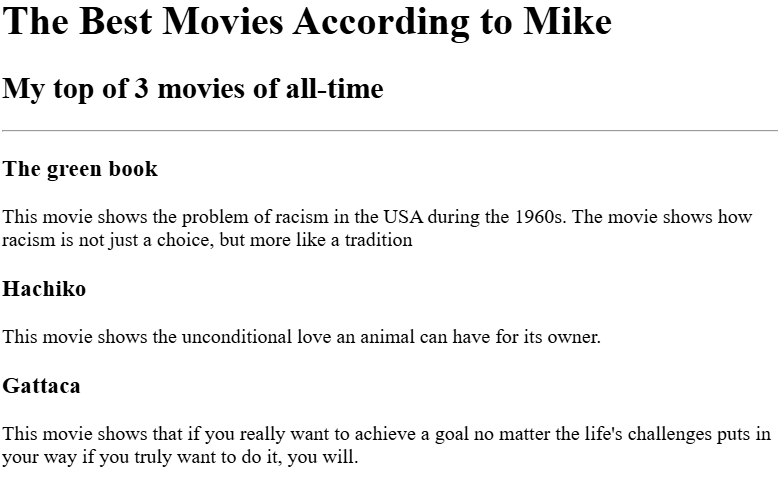 The Best Movies According to Mike
My top of 3 movies of all-time
The green book
This movie shows the problem of racism in the USA during the 1960s. The movie shows how
racism is not just a choice, but more like a tradition
Hachiko
This movie shows the unconditional love an animal can have for its owner.
Gattaca
This movie shows that if you really want to achieve a goal no matter the life's challenges puts in
your way if you truly want to do it, you will.